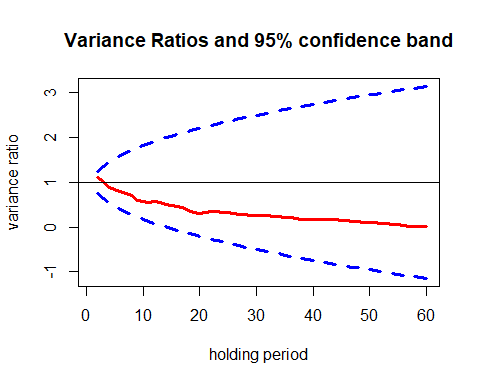 Variance Ratios and 95% confidence band
3
2
1
0
-1
variance ratio
0 10 20 30 40 50 60
holding period